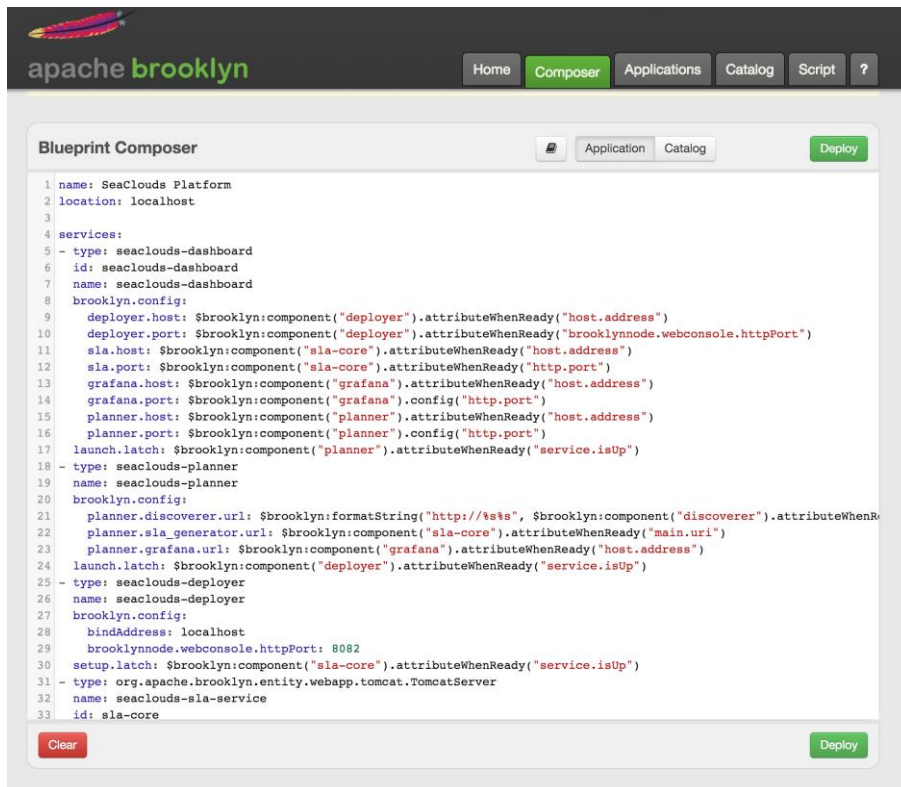 apache brooklyn
Home Composer Applications Catalog Script ?
Blueprint Composer Application Catalog Deploy
1 name: SeaClouds Platform
2 location: localhost
3
4 services:
5 - type: seaclouds-dashboard
6 id: seaclouds-dashboard
7 name: seaclouds-dashboard
8 brooklyn.config:
9 deployer.host: $brooklyn:component("deployer").attributeWhenReady("host.address")
10 deployer.port: $brooklyn:component("deployer").attributeWhenReady("brooklynnode.webconsole.httpPort")
11 sla.host: $brooklyn:component("sla-core").attributeWhenReady("host.address")
12 sla.port: $brooklyn:component("sla-core").attributeWhenReady("http.port")
13 grafana.host: $brooklyn:component("grafana").attributeWhenReady("host.address")
14 grafana.port: $brooklyn:component("grafana").config("http.port")
15 planner.host: $brooklyn:component("planner").attributeWhenReady("host.address")
16 planner.port: $brooklyn:component("planner").config("http.port")
17 launch.latch: $brooklyn:component("planner").attributeWhenReady("service.isUp")
18 - type: seaclouds-planner
19 name: seaclouds-planner
20 brooklyn.config:
21 planner.discoverer.url: $brooklyn:formatString("http://%s%s", $brooklyn:component("discoverer").attributeWhenR
22 planner.sla_generator.url: $brooklyn:component("sla-core").attributeWhenReady("main.uri")
23 planner.grafana.url: $brooklyn:component("grafana").attributeWhenReady("host.address")
24 launch.latch: $brooklyn:component("deployer").attributeWhenReady("service.isUp")
25 - type: seaclouds-deployer
26 name: seaclouds-deployer
27 brooklyn.config:
28 bindAddress: localhost
29 brooklynnode.webconsole.httpPort: 8082
30 setup.latch: $brooklyn:component("sla-core").attributeWhenReady("service.isUp")
31 - type: org.apache.brooklyn.entity.webapp.tomcat.TomcatServer
32 name: seaclouds-sla-service
33 id: sla-core
Clear Deploy